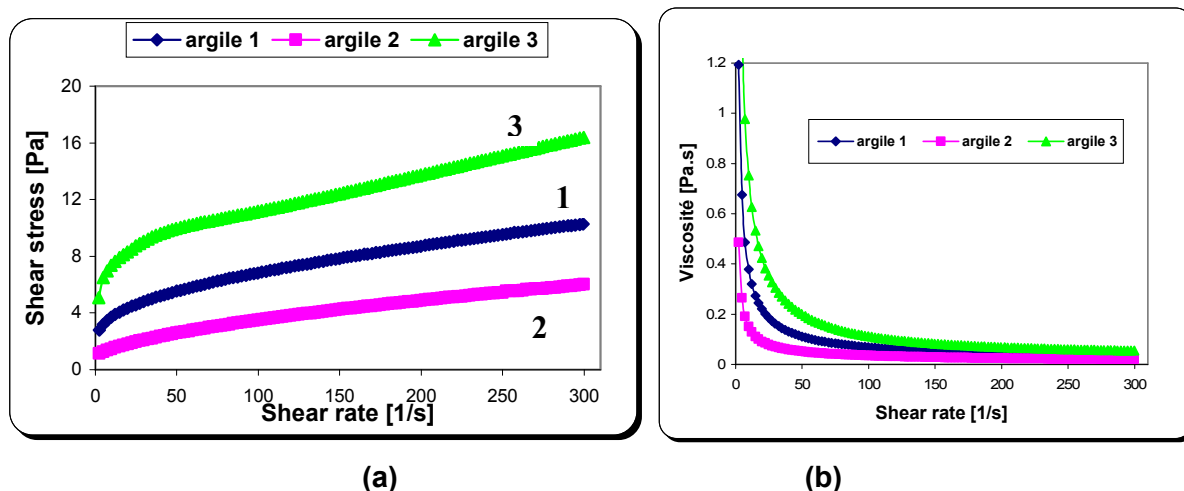 argile 1 argile 2 argile 3
Shear stress [Pa]
20
16
12
8
4
0
3
1
2
0 50 100 150 200 250 300
Shear rate [1/s]
(a)
Viscosité [Pa.s]
1.2
1
0.8
0.6
0.4
0.2
0
argile 1 argile 2 argile 3
0 50 100 150 200 250 300
Shear rate [1/s]
(b)